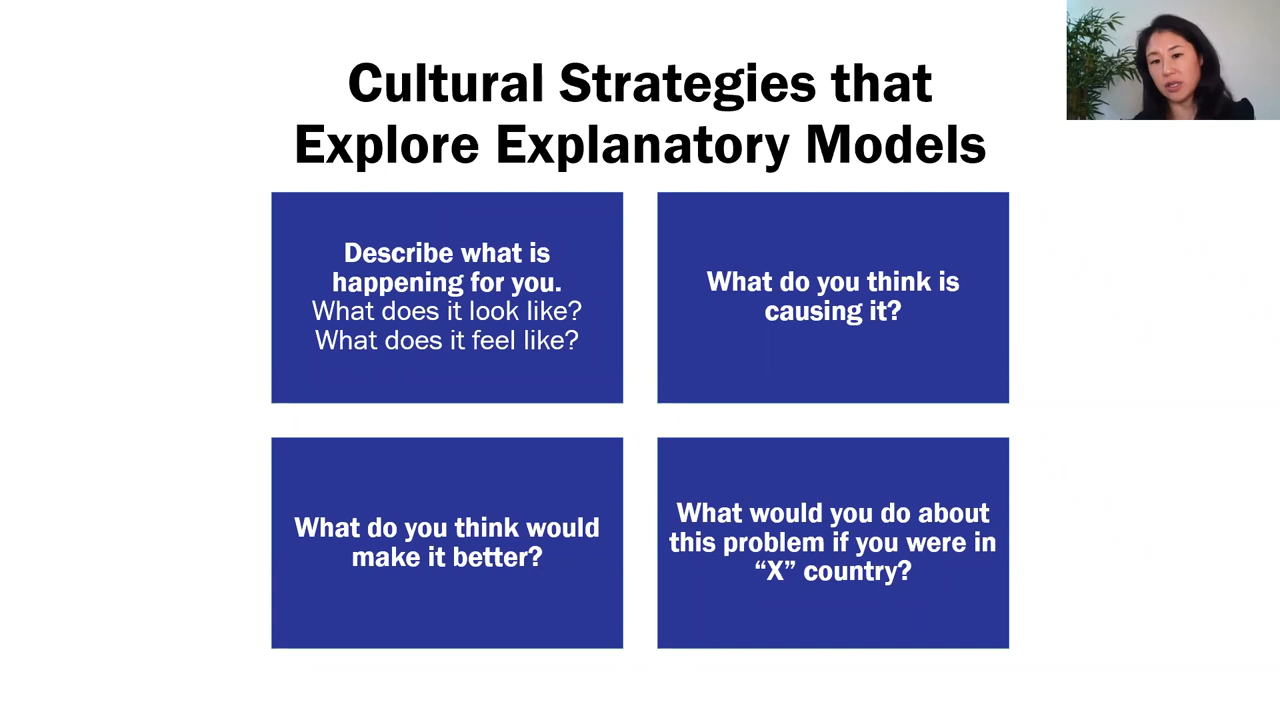 Cultural Strategies that
Explore Explanatory Models
Describe what is
happening for you.
What does it look like?
What does it feel like?
What do you think is
causing it?
What do you think would
make it better?
What would you do about
this problem if you were in
“X” country?